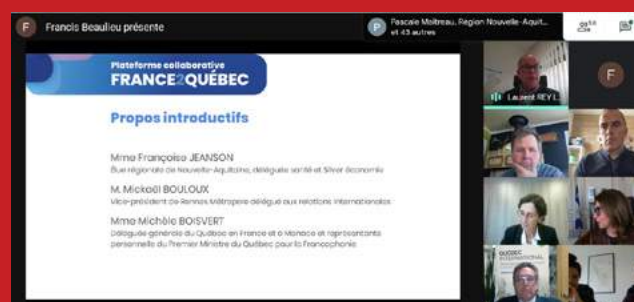 F Francis Beaulieu présente
P Pascale Moitreau, Région Nouvelle-Aquit...
et 43 autres
Plateforme collaborative
FRANCE2QUÉBEC
Propos introductifs
Mme Françoise JEANSON
Élue régionale de Nouvelle-Aquitaine, déléguée santé et Silver économie
M. Mickaël BOULOUX
Vice-président de Rennes Métropole délégué aux relations internationales
Mme Michèle BOISVERT
Déléguée générale du Québec en France et à Monaco et représentante
personnelle du Premier Ministre du Québec pour la Francophonie
Laurent REY L...
F
QUÉBEC
INTERNATIONAL